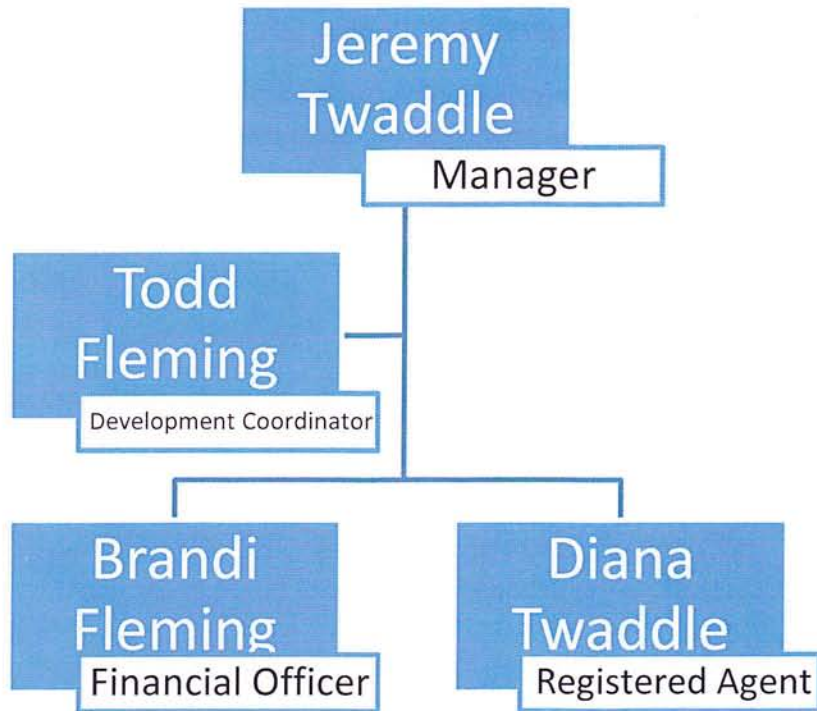 Jeremy
Twaddle
Manager
Todd
Fleming
Development Coordinator
Brandi
Fleming
Financial Officer
Diana
Twaddle
Registered Agent